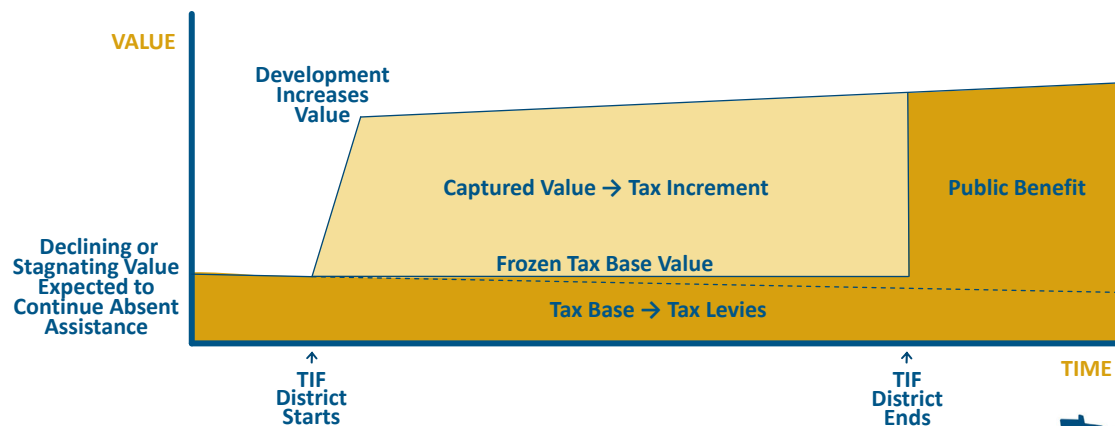 VALUE
Development
Increases
Value
Captured Value → Tax Increment
Public Benefit
Declining or
Stagnating Value
Expected to
Continue Absent
Assistance
Frozen Tax Base Value
Tax Base → Tax Levies
TIME
TIF
District
Starts
TIF
District
Ends